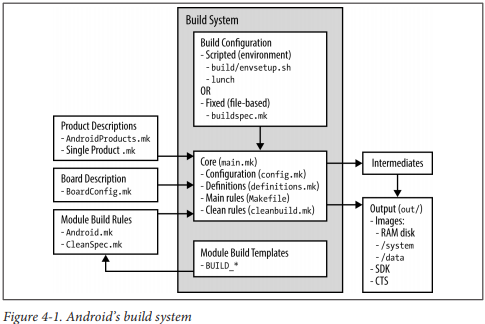 Build System
Build Configuration
- Scripted (environment)
- build/envsetup.sh
- lunch
OR
- Fixed (file-based)
- buildspec.mk
Product Descriptions
- AndroidProducts.mk
- Single Product .mk
Board Description
- BoardConfig.mk
Module Build Rules
- Android.mk
- CleanSpec.mk
Core (main.mk)
- Configuration (config.mk)
- Definitions (definitions.mk)
- Main rules (Makefile)
- Clean rules (cleanbuild.mk)
Module Build Templates
- BUILD_*
Intermediates
Output (out/)
- Images:
- RAM disk
- /system
- /data
- SDK
- CTS
Figure 4-1. Android's build system